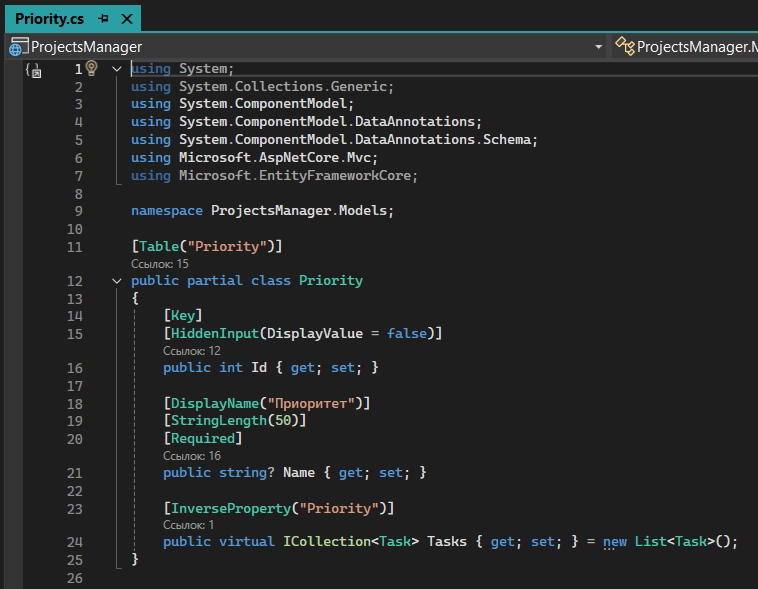 Priority.cs
ProjectsManager
ProjectsManager.M
1 using System;
2 using System.Collections.Generic;
3 using System.ComponentModel;
4 using System.ComponentModel.DataAnnotations;
5 using System.ComponentModel.DataAnnotations.Schema;
6 using Microsoft.AspNetCore.Mvc;
7 using Microsoft.EntityFrameworkCore;
8
9 namespace ProjectsManager.Models;
10
11 [Table("Priority")]
Ссылок: 15
12 public partial class Priority
13 {
14 [Key]
15 [HiddenInput(DisplayValue = false)]
Ссылок: 12
16 public int Id { get; set; }
17
18 [DisplayName("Приоритет")]
19 [StringLength(50)]
20 [Required]
Ссылок: 16
21 public string? Name { get; set; }
22
23 [InverseProperty("Priority")]
Ссылок: 1
24 public virtual ICollection<Task> Tasks { get; set; } = new List<Task>();
25 }
26